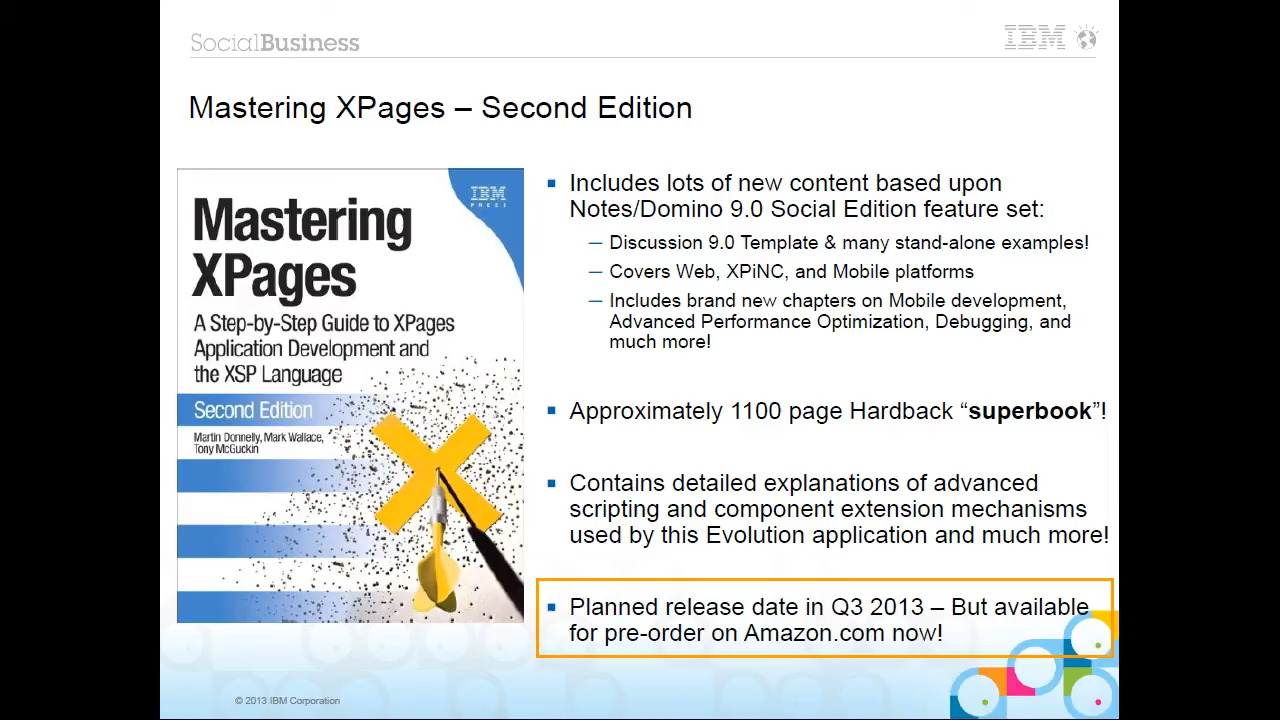 SocialBusiness
IBM
Mastering XPages – Second Edition
IBM
PRESS
Mastering
XPages
A Step-by-Step Guide to XPages
Application Development and
the XSP Language
Second Edition
Martin Donnelly, Mark Wallace,
Tony McGuckin
▪ Includes lots of new content based upon
Notes/Domino 9.0 Social Edition feature set:
– Discussion 9.0 Template & many stand-alone examples!
– Covers Web, XPiNC, and Mobile platforms
– Includes brand new chapters on Mobile development,
Advanced Performance Optimization, Debugging, and
much more!
▪ Approximately 1100 page Hardback “superbook”!
▪ Contains detailed explanations of advanced
scripting and component extension mechanisms
used by this Evolution application and much more!
▪ Planned release date in Q3 2013 – But available
for pre-order on Amazon.com now!
© 2013 IBM Corporation